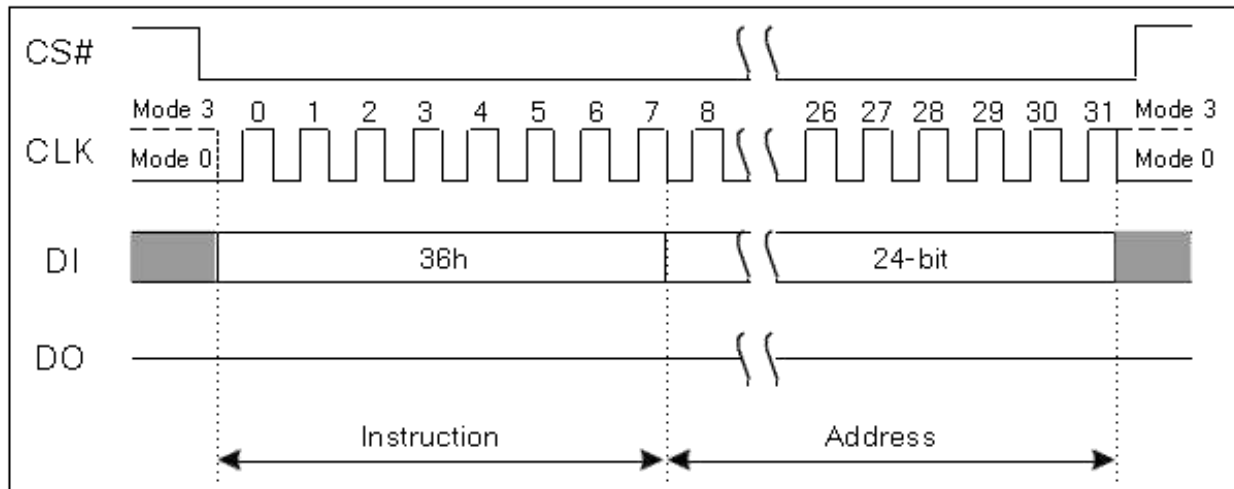 CS#
Mode 3 0 1 2 3 4 5 6 7 8 26 27 28 29 30 31 Mode 3
CLK
Mode 0 Mode 0
DI 36h 24-bit
DO
Instruction Address